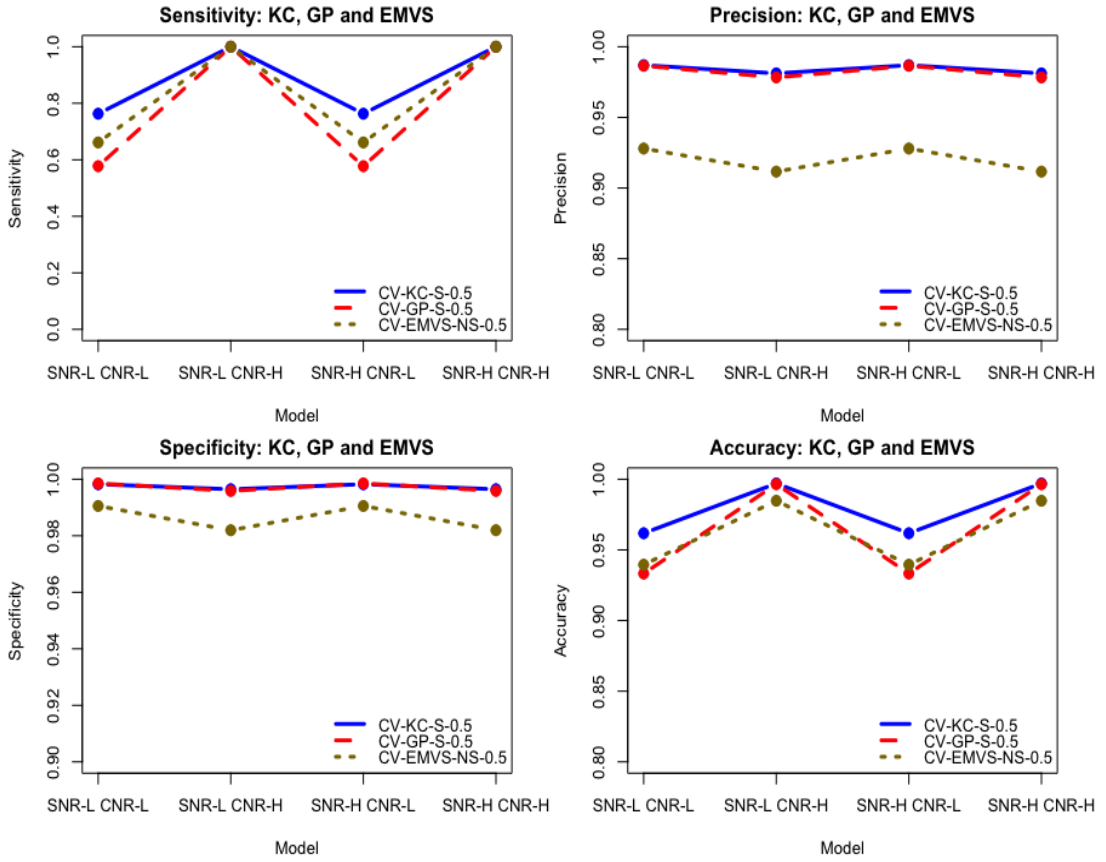 Sensitivity: KC, GP and EMVS
Sensitivity
1.0
0.8
0.6
0.4
0.2
0.0
CV-KC-S-0.5
CV-GP-S-0.5
CV-EMVS-NS-0.5
SNR-L CNR-L SNR-L CNR-H SNR-H CNR-L SNR-H CNR-H
Model
Precision: KC, GP and EMVS
Precision
1.00
0.95
0.90
0.85
0.80
CV-KC-S-0.5
CV-GP-S-0.5
CV-EMVS-NS-0.5
SNR-L CNR-L SNR-L CNR-H SNR-H CNR-L SNR-H CNR-H
Model
Specificity: KC, GP and EMVS
Specificity
1.00
0.98
0.96
0.94
0.92
0.90
CV-KC-S-0.5
CV-GP-S-0.5
CV-EMVS-NS-0.5
SNR-L CNR-L SNR-L CNR-H SNR-H CNR-L SNR-H CNR-H
Model
Accuracy: KC, GP and EMVS
Accuracy
1.00
0.95
0.90
0.85
0.80
CV-KC-S-0.5
CV-GP-S-0.5
CV-EMVS-NS-0.5
SNR-L CNR-L SNR-L CNR-H SNR-H CNR-L SNR-H CNR-H
Model